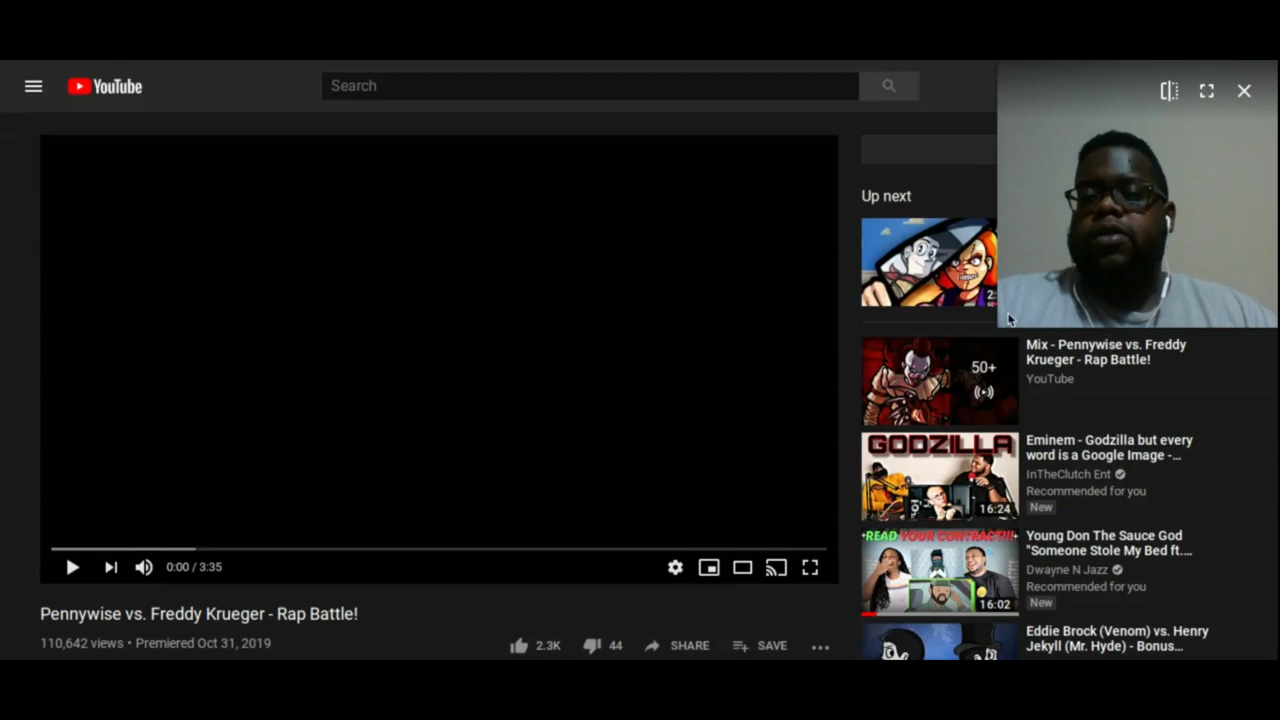 YouTube
Search
Up next
2:
0:00 / 3:35
Pennywise vs. Freddy Krueger - Rap Battle!
110,642 views • Premiered Oct 31, 2019
2.3K
44
SHARE
SAVE
50+
Mix - Pennywise vs. Freddy
Krueger - Rap Battle!
YouTube
GODZILLA
16:24
Eminem - Godzilla but every
word is a Google Image -...
InTheClutch Ent
Recommended for you
New
READ YOUR CONTRACT!!!
16:02
Young Don The Sauce God
"Someone Stole My Bed ft....
Dwayne N Jazz
Recommended for you
New
Eddie Brock (Venom) vs. Henry
Jekyll (Mr. Hyde) - Bonus...